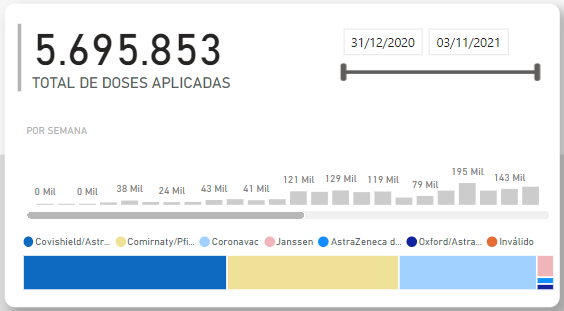 5.695.853
TOTAL DE DOSES APLICADAS
31/12/2020 03/11/2021
POR SEMANA
0 Mil 0 Mil 38 Mil 24 Mil 43 Mil 41 Mil 121 Mil 129 Mil 119 Mil 79 Mil 195 Mil 143 Mil
Covishield/Astr... Comirnaty/Pfi... Coronavac Janssen AstraZeneca d... Oxford/Astra... Inválido